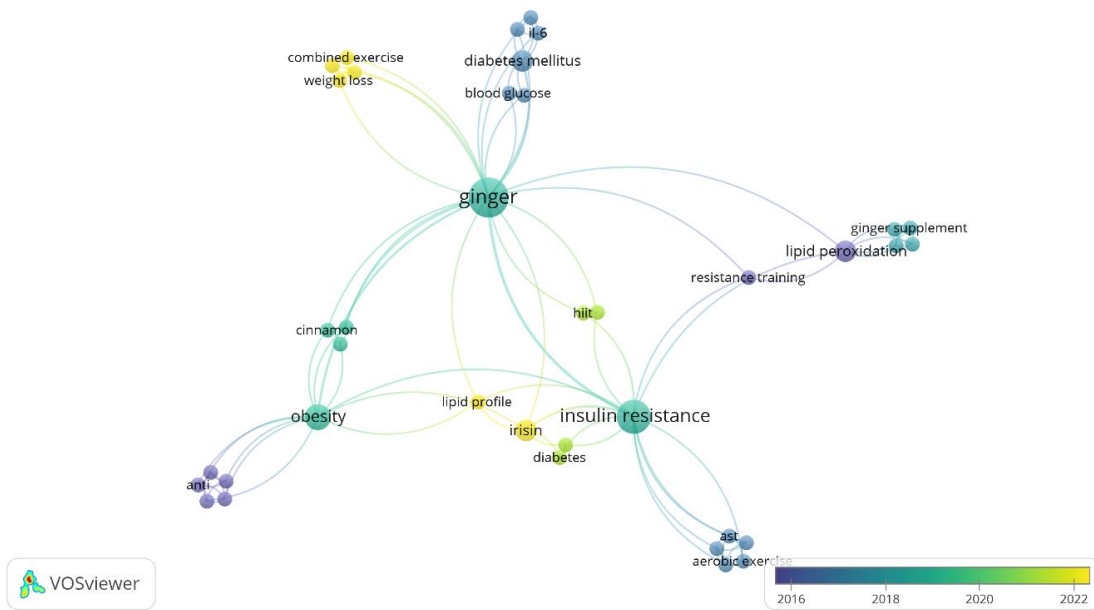 il-6
combined exercise
diabetes mellitus
weight loss
blood glucose
ginger
ginger supplement
lipid peroxidation
resistance training
hiit
cinnamon
lipid profile
obesity
insulin resistance
irisin
diabetes
anti
ast
aerobic exercise
VOSviewer
2016 2018 2020 2022